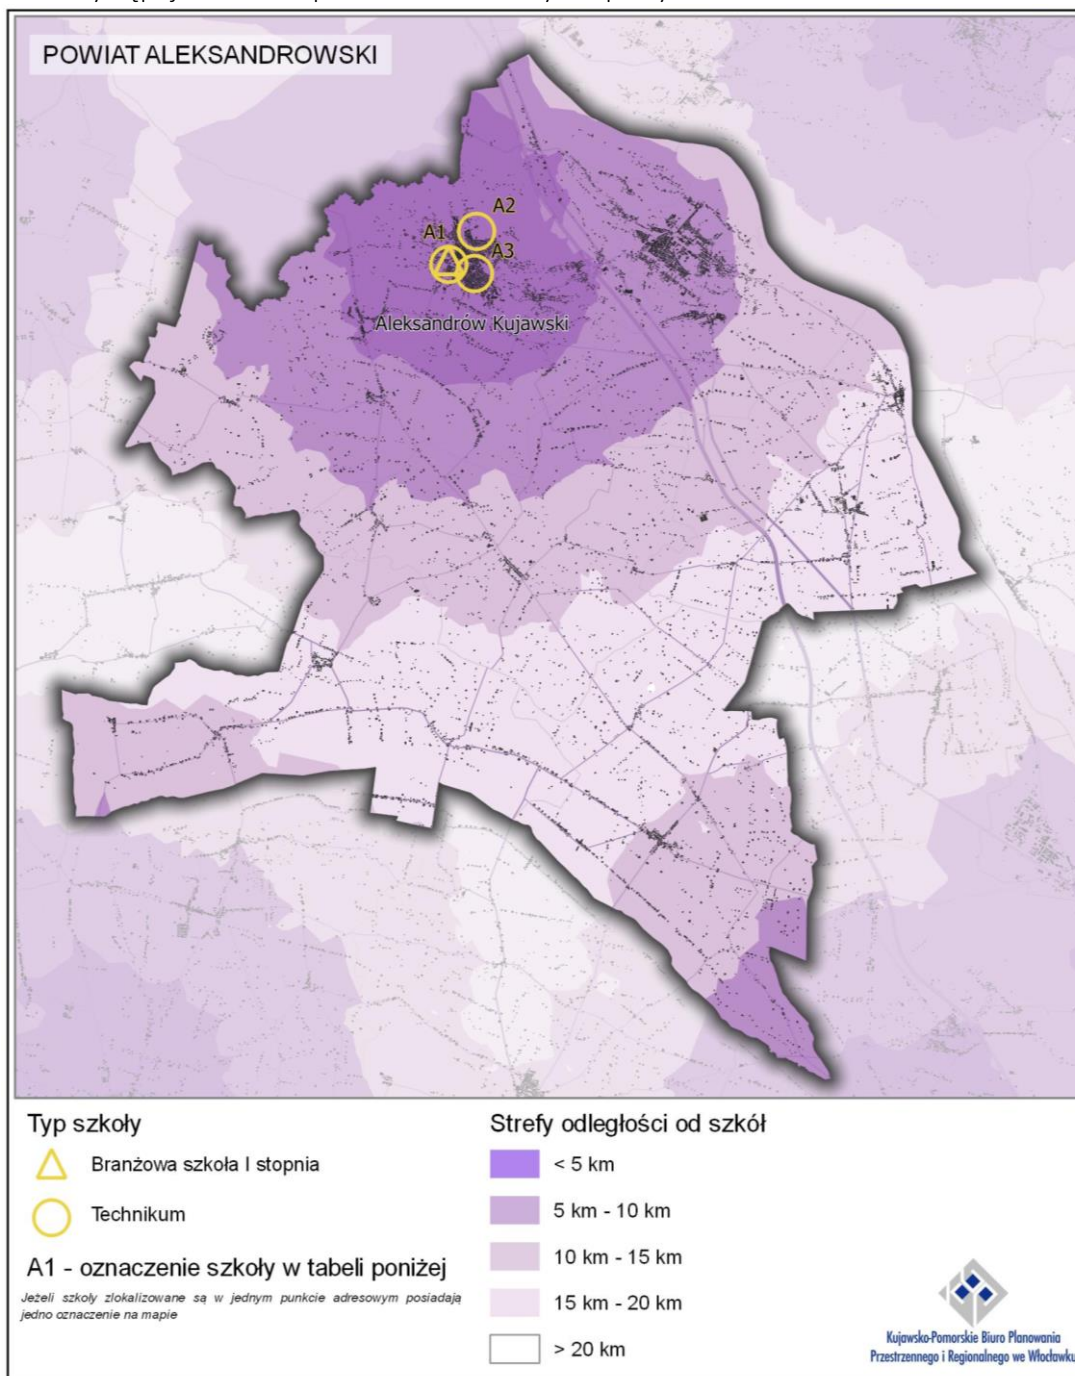 POWIAT ALEKSANDROWSKI
A2
A1
A3
Aleksandrów Kujawski
Typ szkoły
Branżowa szkoła I stopnia
Technikum
A1 - oznaczenie szkoły w tabeli poniżej
Jeżeli szkoły zlokalizowane są w jednym punkcie adresowym posiadają
jedno oznaczenie na mapie
Strefy odległości od szkół
< 5 km
5 km - 10 km
10 km - 15 km
15 km - 20 km
> 20 km
Kujawsko-Pomorskie Biuro Planowania
Przestrzennego i Regionalnego we Włocławku